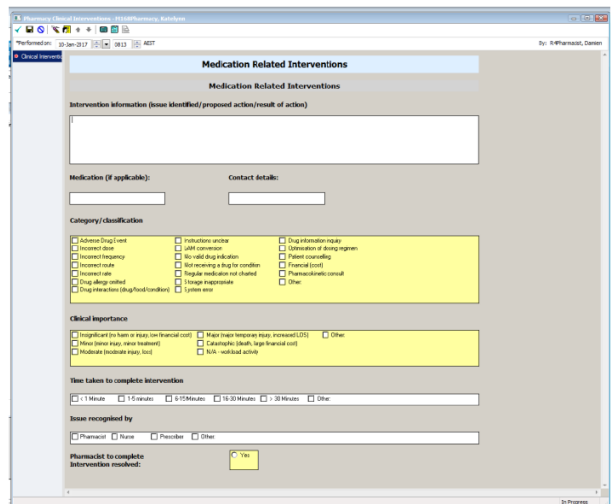 Pharmacy Clinical Interventions - M154Pharmacy, Katelynn
*Performed on: 10-Jan-2017 0813 AEST By: R4Pharmacist, Damien
Clinical Interventi
Medication Related Interventions
Medication Related Interventions
Intervention information (issue identified/proposed action/result of action)
Medication (if applicable): Contact details:
Category/classification
Adverse Drug Event Instructions unclear Drug information inquiry
Incorrect dose LAM conversion Optimisation of dosing regimen
Incorrect frequency No valid drug indication Patient counselling
Incorrect route Not receiving a drug for condition Financial (cost)
Incorrect rate Regular medication not charted Pharmacokinetic consult
Drug allergy omitted Storage inappropriate Other:
Drug interactions (drug/food/condition) System error
Clinical importance
Insignificant (no harm or injury, low financial cost) Major (major temporary injury, increased LOS) Other:
Minor (minor injury, minor treatment) Catastrophic (death, large financial cost)
Moderate (moderate injury, loss) N/A - workload activity
Time taken to complete intervention
< 1 Minute 1-5 minutes 6-15 Minutes 16-30 Minutes > 30 Minutes Other:
Issue recognised by
Pharmacist Nurse Prescriber Other:
Pharmacist to complete Yes
Intervention resolved:
In Progress